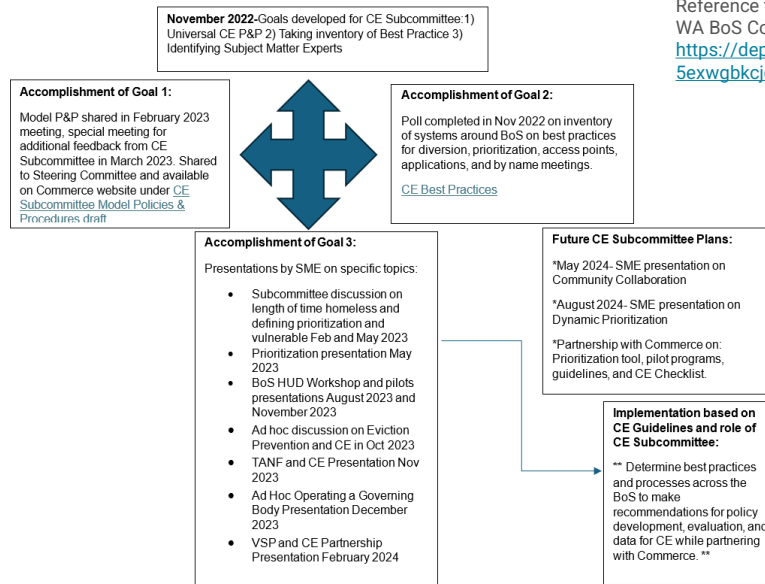 November 2022-Goals developed for CE Subcommittee:1)
Universal CE P&P 2) Taking inventory of Best Practice 3)
Identifying Subject Matter Experts
Reference
WA BoS Co
https://dep
5exwgbkcj
Accomplishment of Goal 1:
Model P&P shared in February 2023
meeting, special meeting for
additional feedback from CE
Subcommittee in March 2023. Shared
to Steering Committee and available
on Commerce website under CE
Subcommittee Model Policies &
Procedures draft
Accomplishment of Goal 2:
Poll completed in Nov 2022 on inventory
of systems around BoS on best practices
for diversion, prioritization, access points,
applications, and by name meetings.
CE Best Practices
Accomplishment of Goal 3:
Presentations by SME on specific topics:
• Subcommittee discussion on
length of time homeless and
defining prioritization and
vulnerable Feb and May 2023
• Prioritization presentation May
2023
• BoS HUD Workshop and pilots
presentations August 2023 and
November 2023
• Ad hoc discussion on Eviction
Prevention and CE in Oct 2023
• TANF and CE Presentation Nov
2023
• Ad Hoc Operating a Governing
Body Presentation December
2023
• VSP and CE Partnership
Presentation February 2024
Future CE Subcommittee Plans:
*May 2024- SME presentation on
Community Collaboration
*August 2024- SME presentation on
Dynamic Prioritization
*Partnership with Commerce on:
Prioritization tool, pilot programs,
guidelines, and CE Checklist.
Implementation based on
CE Guidelines and role of
CE Subcommittee:
** Determine best practices
and processes across the
BoS to make
recommendations for policy
development, evaluation, and
data for CE while partnering
with Commerce. **